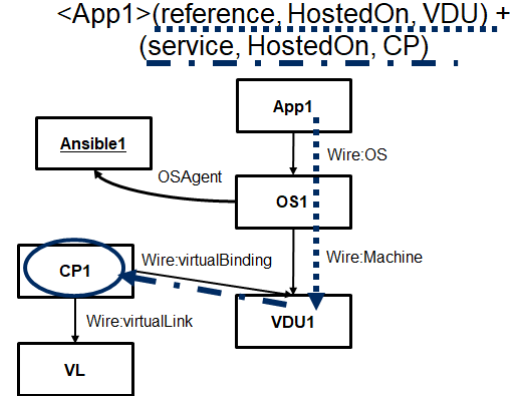 <App1>(reference, HostedOn, VDU) +
(service, HostedOn, CP)
App1
Ansible1
Wire:OS
OSAgent
OS1
Wire:virtualBinding
Wire:Machine
CP1
Wire:virtualLink
VDU1
VL